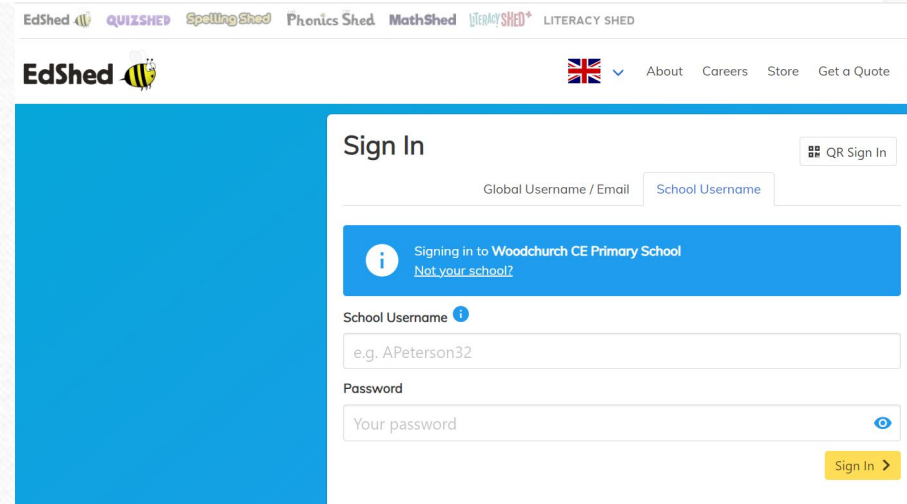 EdShed QUIZSHED Spelling Shed Phonics Shed MathShed LITERACY SHED+ LITERACY SHED
EdShed About Careers Store Get a Quote
Sign In
QR Sign In
Global Username / Email School Username
Signing in to Woodchurch CE Primary School
Not your school?
School Username
e.g. APeterson32
Password
Your password
Sign In